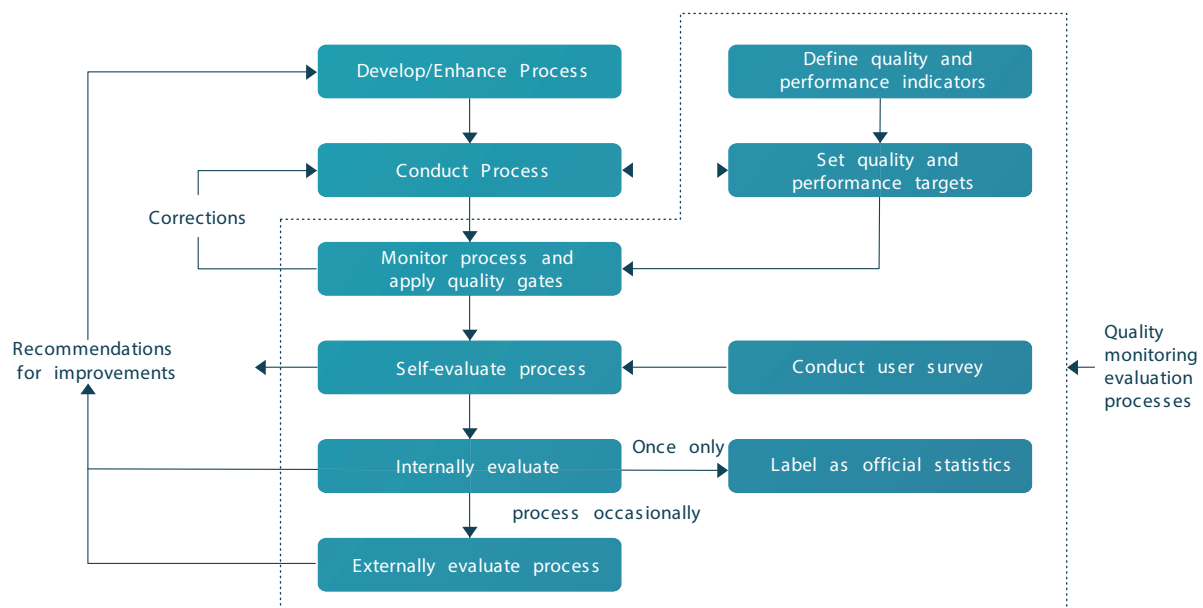 Develop/Enhance Process
Define quality and
performance indicators
Conduct Process
Set quality and
performance targets
Corrections
Monitor process and
apply quality gates
Recommendations
for improvements
Self-evaluate process
Conduct user survey
Quality
monitoring
evaluation
processes
Internally evaluate
Once only
Label as official statistics
process occasionally
Externally evaluate process